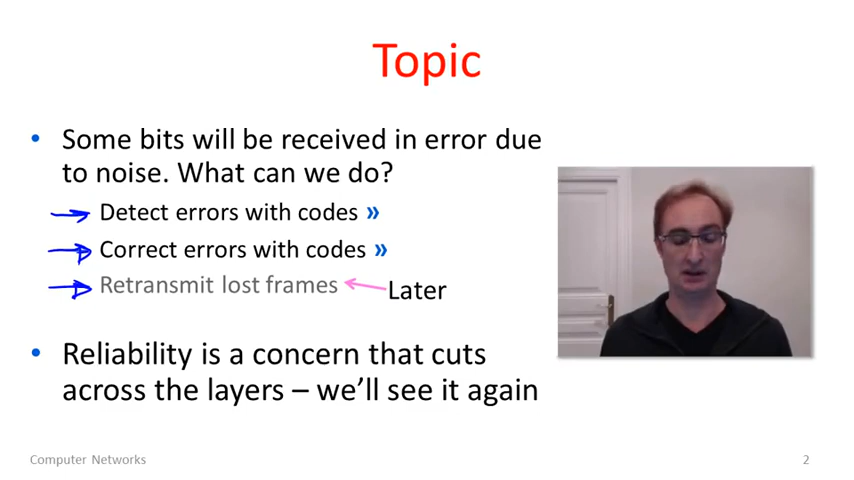 Topic
• Some bits will be received in error due
to noise. What can we do?
Detect errors with codes »
Correct errors with codes »
Retransmit lost frames
Later
• Reliability is a concern that cuts
across the layers – we'll see it again
Computer Networks
2